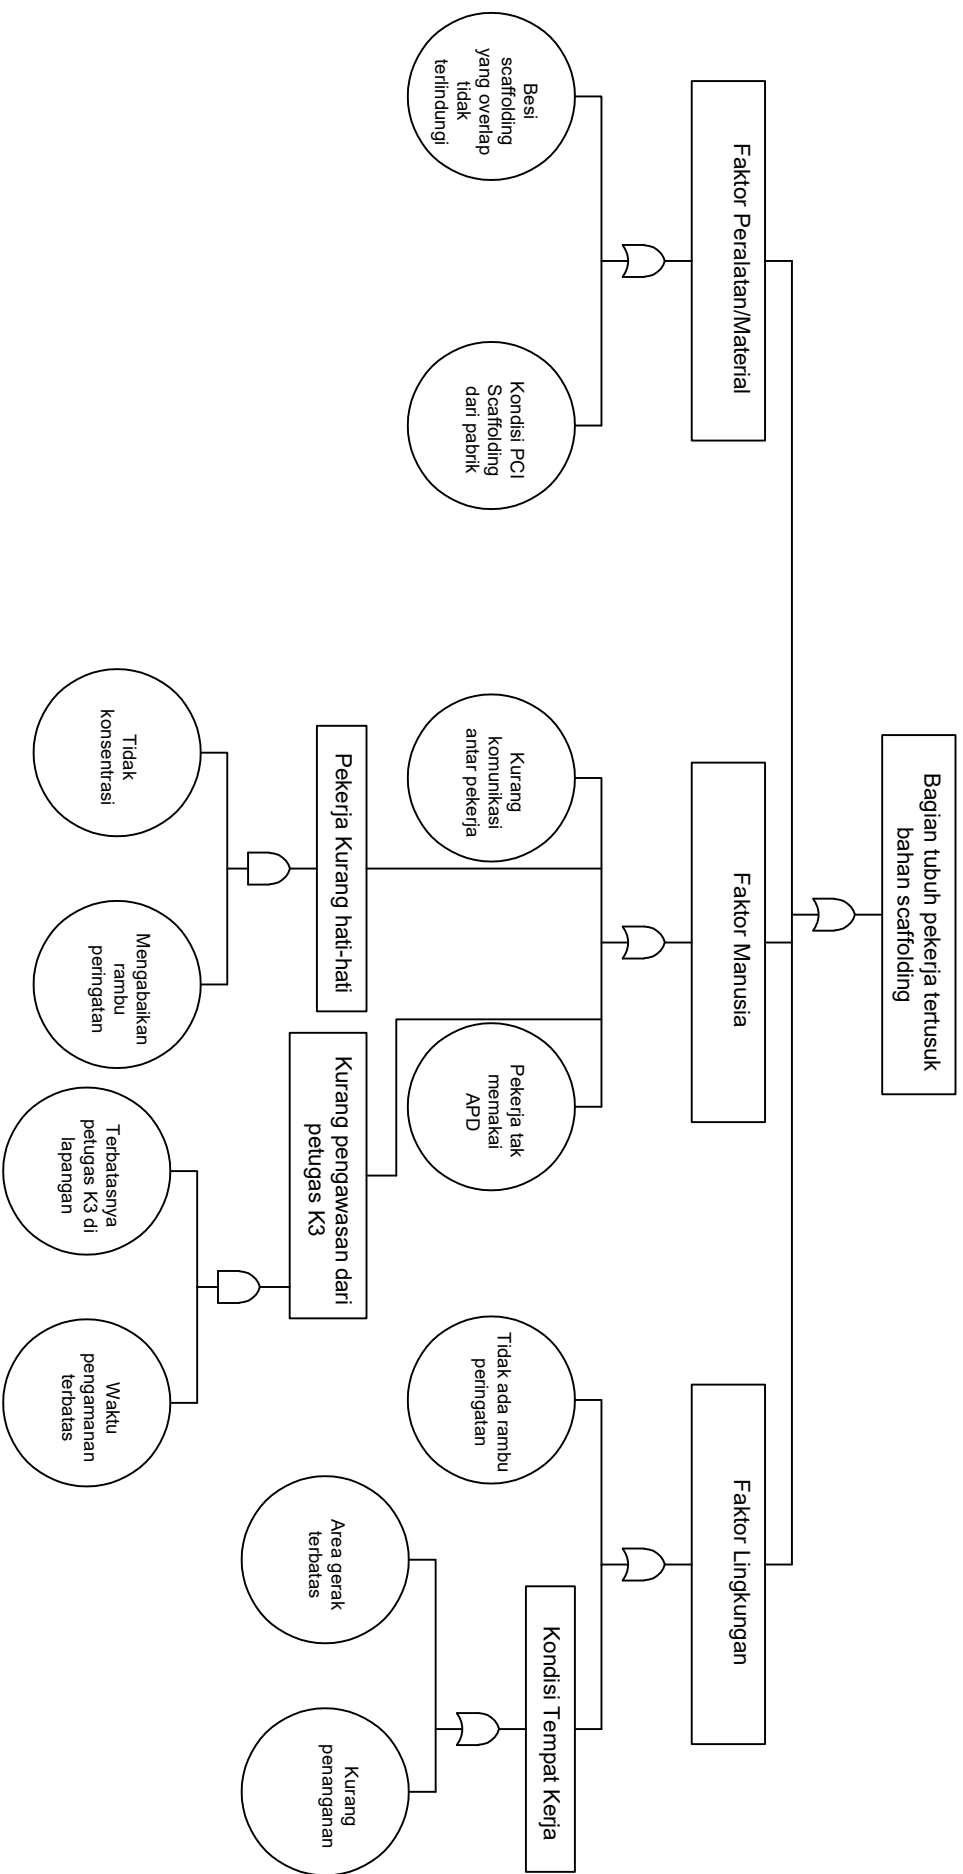 Bagian tubuh pekerja tertusuk
bahan scaffolding
Faktor Peralatan/Material
Faktor Manusia
Faktor Lingkungan
Besi
scaffolding
yang overlap
tidak
terlindungi
Kondisi PCI
Scaffolding
dari pabrik
Kurang
komunikasi
antar pekerja
Pekerja tak
memakai
APD
Tidak ada rambu
peringatan
Kondisi Tempat Kerja
Pekerja Kurang hati-hati
Kurang pengawasan dari
petugas K3
Area gerak
terbatas
Kurang
penanganan
Tidak
konsentrasi
Mengabaikan
rambu
peringatan
Terbatasnya
petugas K3 di
lapangan
Waktu
pengamanan
terbatas